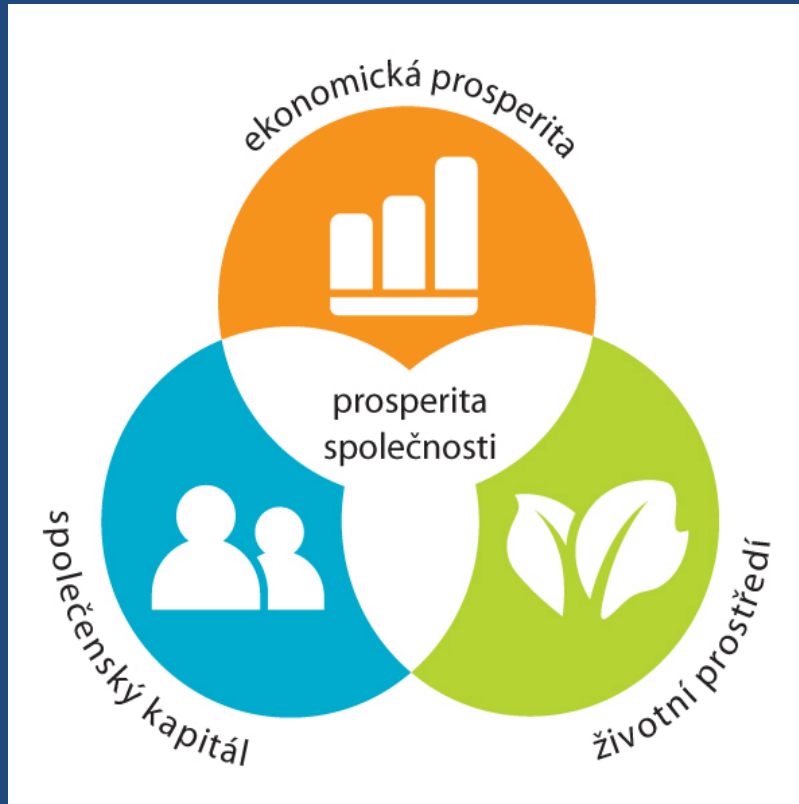 ekonomická prosperita
prosperita
společnosti
společenský kapitál
životní prostředí